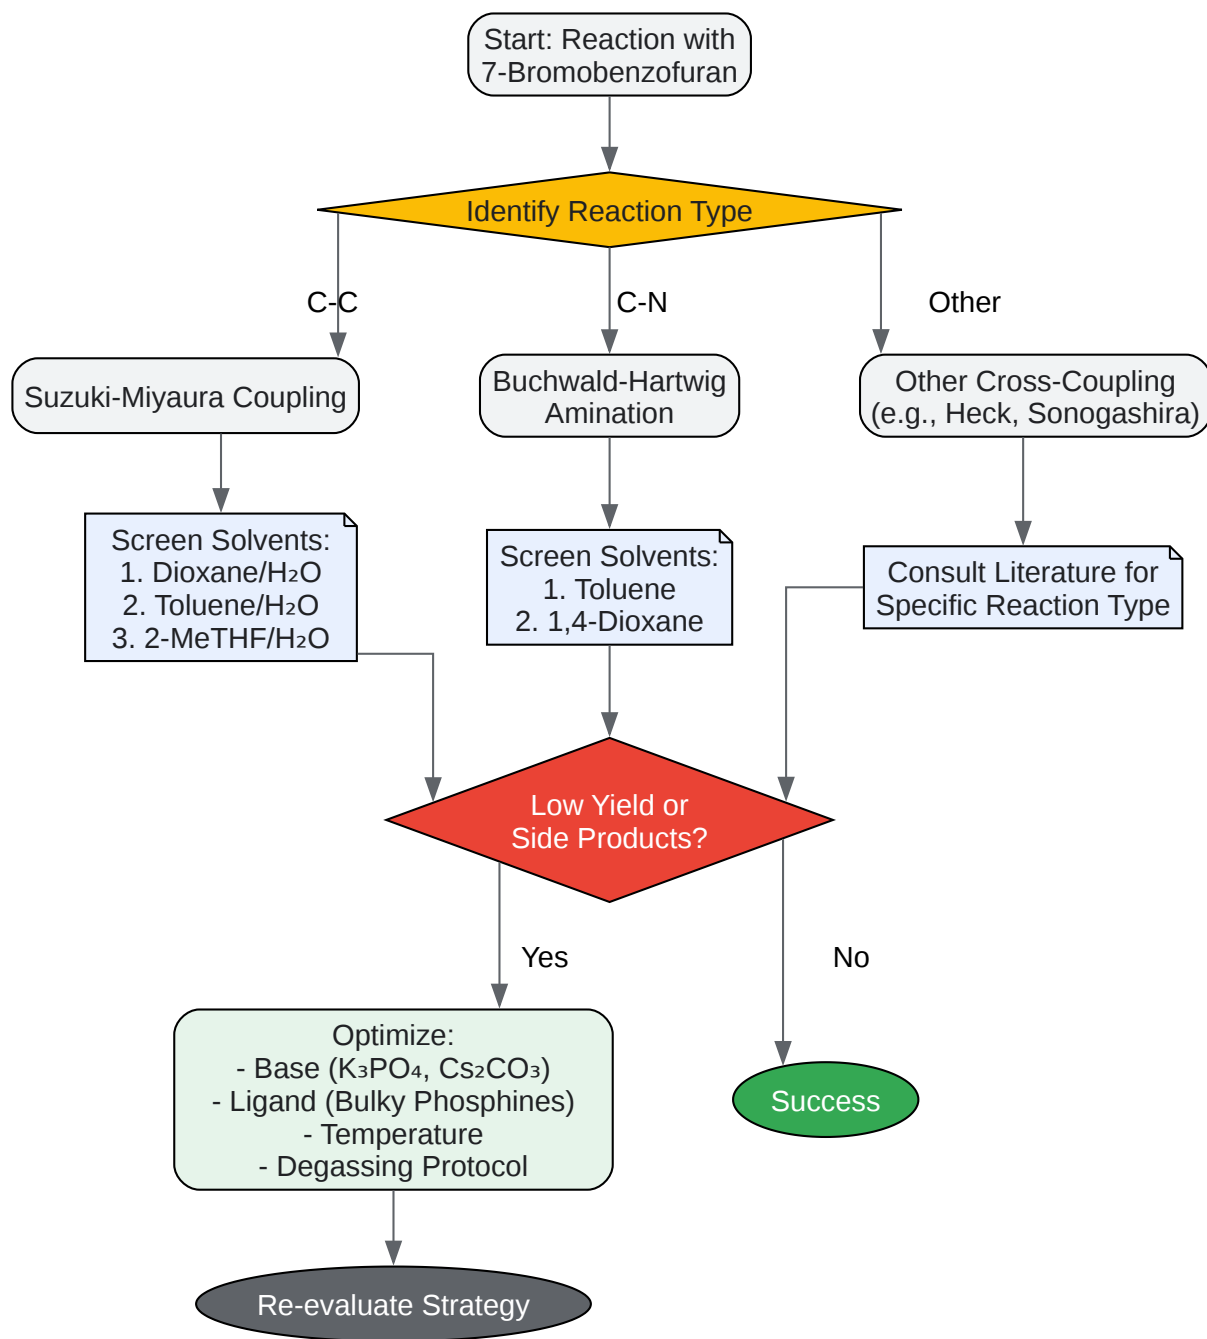 Start: Reaction with
7-Bromobenzofuran
Identify Reaction Type
C-C
C-N
Other
Suzuki-Miyaura Coupling
Buchwald-Hartwig
Amination
Other Cross-Coupling
(e.g., Heck, Sonogashira)
Screen Solvents:
1. Dioxane/H₂O
2. Toluene/H₂O
3. 2-MeTHF/H₂O
Screen Solvents:
1. Toluene
2. 1,4-Dioxane
Consult Literature for
Specific Reaction Type
Low Yield or
Side Products?
Yes
No
Optimize:
- Base (K₃PO₄, Cs₂CO₃)
- Ligand (Bulky Phosphines)
- Temperature
- Degassing Protocol
Success
Re-evaluate Strategy